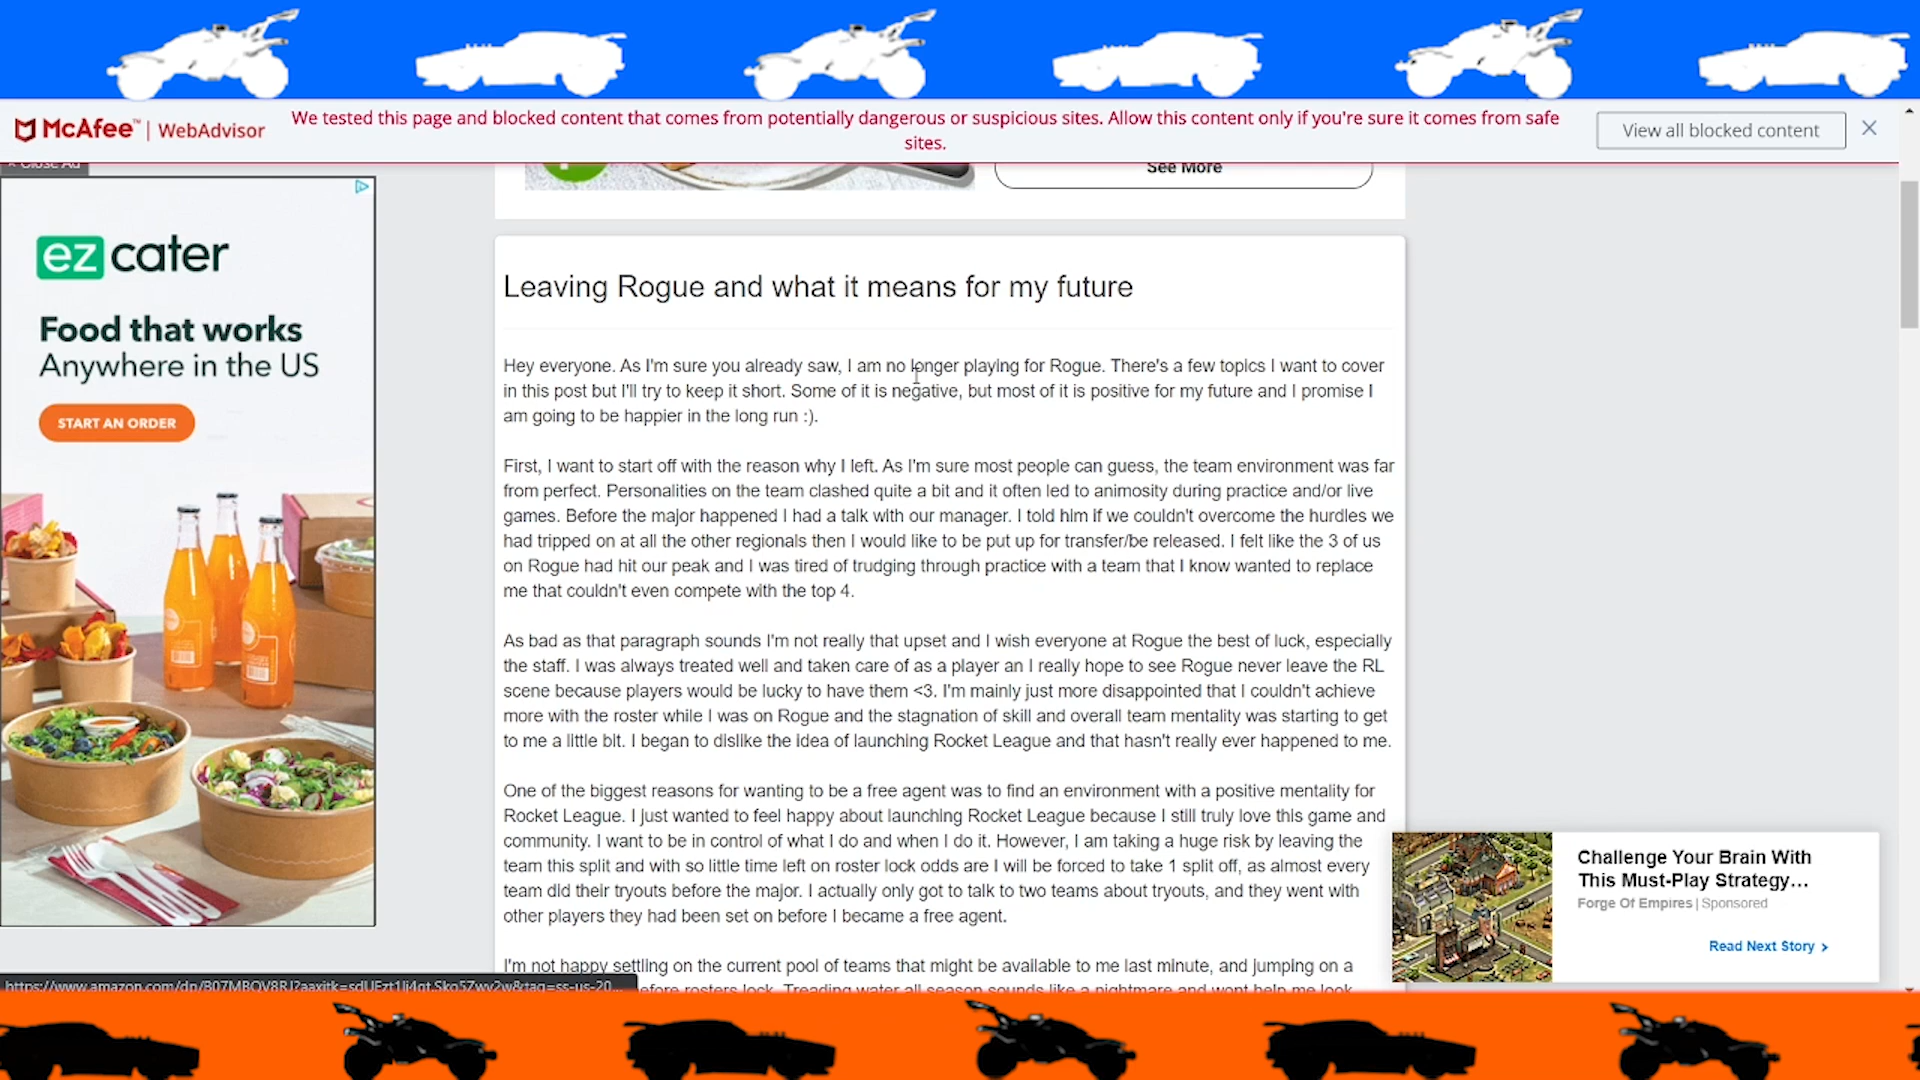 McAfee™ | WebAdvisor
We tested this page and blocked content that comes from potentially dangerous or suspicious sites. Allow this content only if you're sure it comes from safe
sites.
View all blocked content
Close Ad
See More
ez cater
Food that works
Anywhere in the US
START AN ORDER
Leaving Rogue and what it means for my future
Hey everyone. As I'm sure you already saw, I am no longer playing for Rogue. There's a few topics I want to cover
in this post but I'll try to keep it short. Some of it is negative, but most of it is positive for my future and I promise I
am going to be happier in the long run :).
First, I want to start off with the reason why I left. As I'm sure most people can guess, the team environment was far
from perfect. Personalities on the team clashed quite a bit and it often led to animosity during practice and/or live
games. Before the major happened I had a talk with our manager. I told him if we couldn't overcome the hurdles we
had tripped on at all the other regionals then I would like to be put up for transfer/be released. I felt like the 3 of us
on Rogue had hit our peak and I was tired of trudging through practice with a team that I know wanted to replace
me that couldn't even compete with the top 4.
As bad as that paragraph sounds I'm not really that upset and I wish everyone at Rogue the best of luck, especially
the staff. I was always treated well and taken care of as a player an I really hope to see Rogue never leave the RL
scene because players would be lucky to have them <3. I'm mainly just more disappointed that I couldn't achieve
more with the roster while I was on Rogue and the stagnation of skill and overall team mentality was starting to get
to me a little bit. I began to dislike the idea of launching Rocket League and that hasn't really ever happened to me.
One of the biggest reasons for wanting to be a free agent was to find an environment with a positive mentality for
Rocket League. I just wanted to feel happy about launching Rocket League because I still truly love this game and
community. I want to be in control of what I do and when I do it. However, I am taking a huge risk by leaving the
team this split and with so little time left on roster lock odds are I will be forced to take 1 split off, as almost every
team did their tryouts before the major. I actually only got to talk to two teams about tryouts, and they went with
other players they had been set on before I became a free agent.
I'm not happy settling on the current pool of teams that might be available to me last minute, and jumping on a
efore rosters lock. Treading water all season sounds like a nightmare and wont help me look
Challenge Your Brain With
This Must-Play Strategy...
Forge Of Empires | Sponsored
Read Next Story >